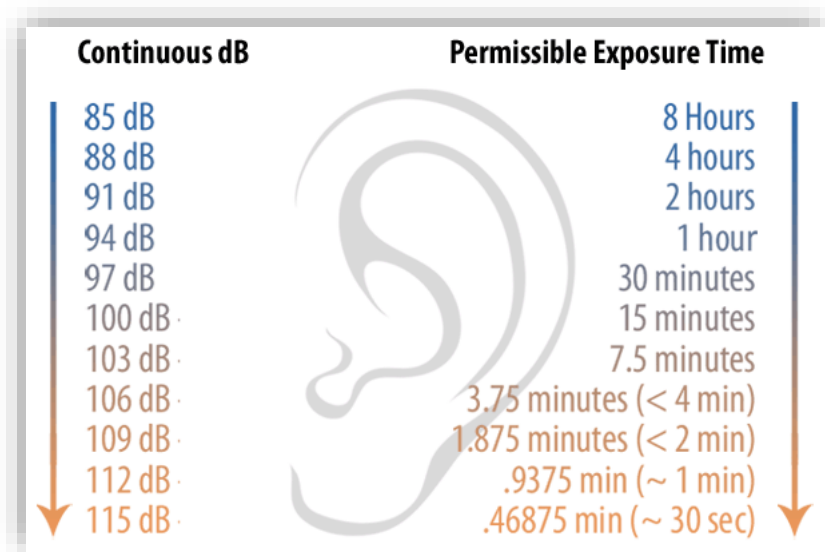 Continuous dB Permissible Exposure Time
85 dB 8 Hours
88 dB 4 hours
91 dB 2 hours
94 dB 1 hour
97 dB 30 minutes
100 dB 15 minutes
103 dB 7.5 minutes
106 dB 3.75 minutes (< 4 min)
109 dB 1.875 minutes (< 2 min)
112 dB .9375 min (~ 1 min)
115 dB .46875 min (~ 30 sec)